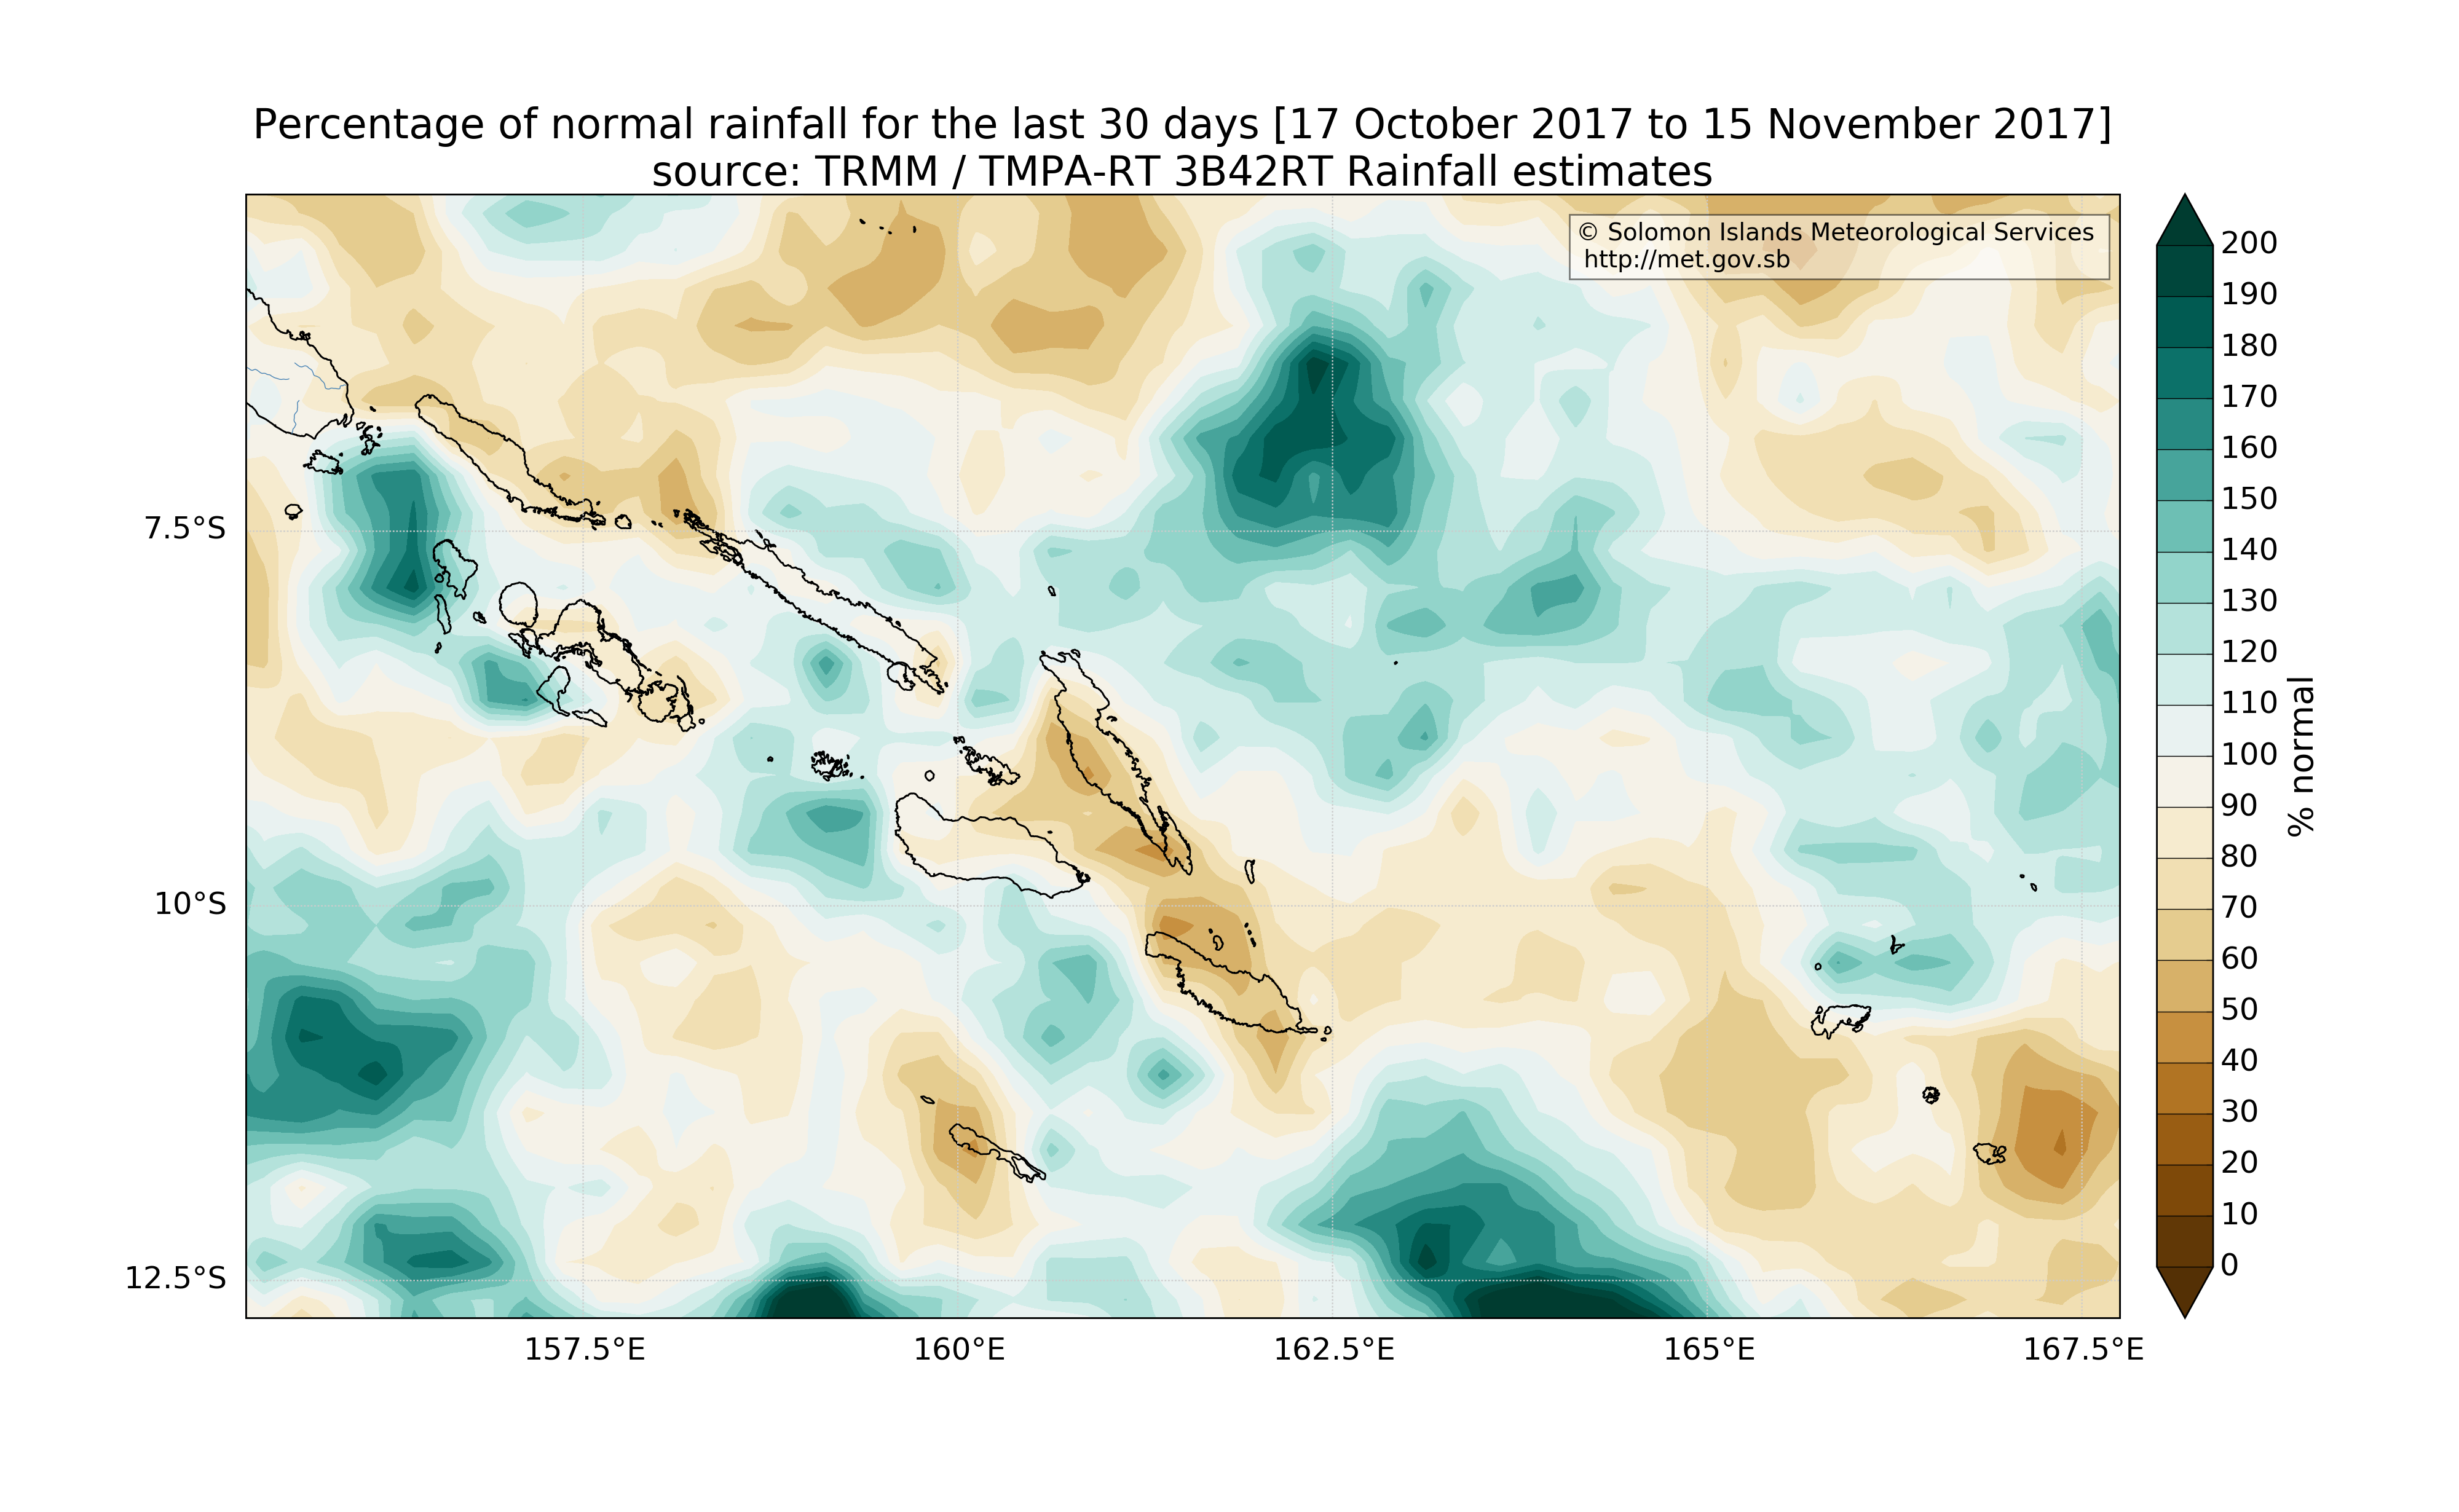 Percentage of normal rainfall for the last 30 days [17 October 2017 to 15 November 2017]
source: TRMM / TMPA-RT 3B42RT Rainfall estimates
© Solomon Islands Meteorological Services
http://met.gov.sb
7.5°S
10°S
12.5°S
157.5°E
160°E
162.5°E
165°E
167.5°E
200
190
180
170
160
150
140
130
120
110
100
90
80
70
60
50
40
30
20
10
0
% normal